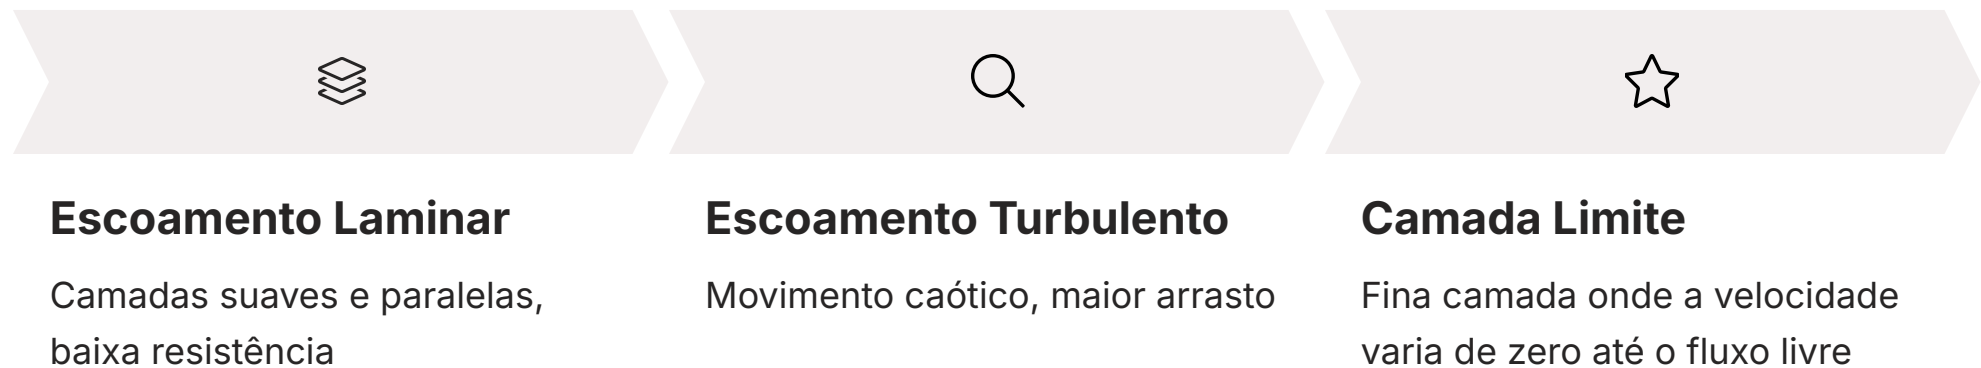 Escoamento Laminar
Camadas suaves e paralelas,
baixa resistência
Escoamento Turbulento
Movimento caótico, maior arrasto
Camada Limite
Fina camada onde a velocidade
varia de zero até o fluxo livre